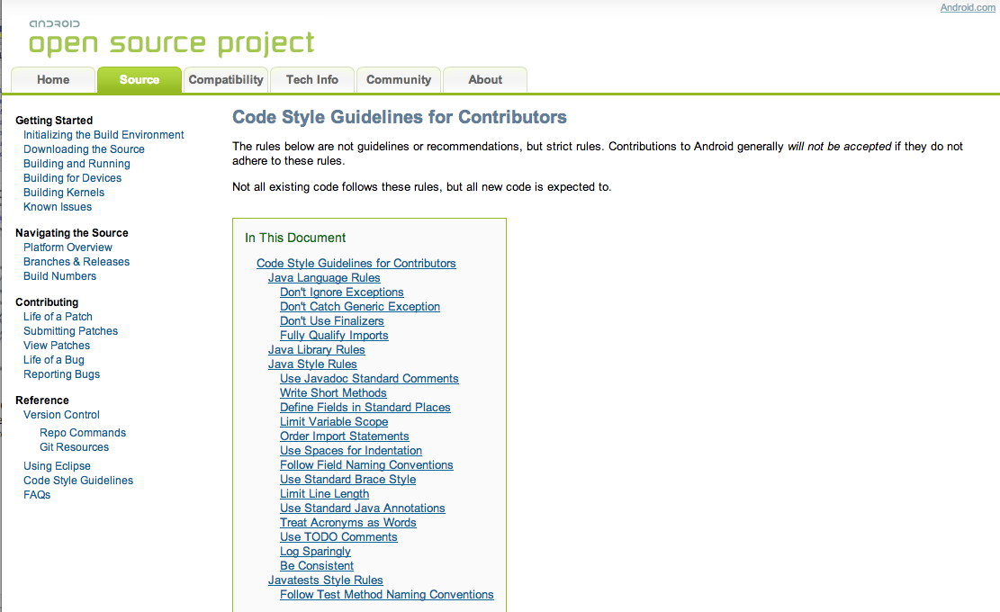 Android.com
ANDROID
open source project
Home
Source
Compatibility
Tech Info
Community
About
Getting Started
Initializing the Build Environment
Downloading the Source
Building and Running
Building for Devices
Building Kernels
Known Issues
Navigating the Source
Platform Overview
Branches & Releases
Build Numbers
Contributing
Life of a Patch
Submitting Patches
View Patches
Life of a Bug
Reporting Bugs
Reference
Version Control
Repo Commands
Git Resources
Using Eclipse
Code Style Guidelines
FAQs
Code Style Guidelines for Contributors
The rules below are not guidelines or recommendations, but strict rules. Contributions to Android generally will not be accepted if they do not
adhere to these rules.
Not all existing code follows these rules, but all new code is expected to.
In This Document
Code Style Guidelines for Contributors
Java Language Rules
Don't Ignore Exceptions
Don't Catch Generic Exception
Don't Use Finalizers
Fully Qualify Imports
Java Library Rules
Java Style Rules
Use Javadoc Standard Comments
Write Short Methods
Define Fields in Standard Places
Limit Variable Scope
Order Import Statements
Use Spaces for Indentation
Follow Field Naming Conventions
Use Standard Brace Style
Limit Line Length
Use Standard Java Annotations
Treat Acronyms as Words
Use TODO Comments
Log Sparingly
Be Consistent
Javatests Style Rules
Follow Test Method Naming Conventions